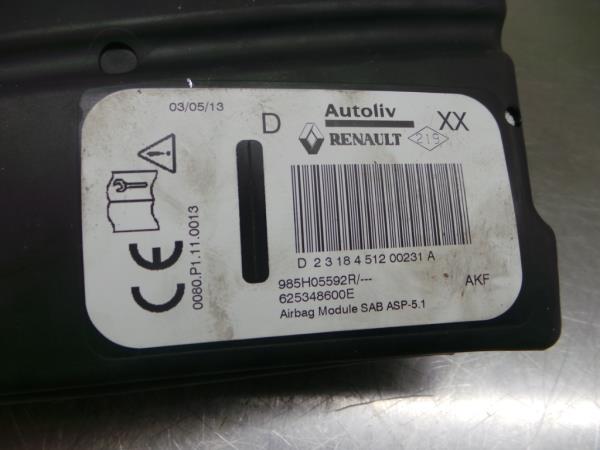 03/05/13
D
Autoliv
XX
RENAULT
219
D 2 3 18 4 512 00231 A
985H05592R/---
AKF
625348600E
Airbag Module SAB ASP-5.1
CE
0080.P1.11.0013